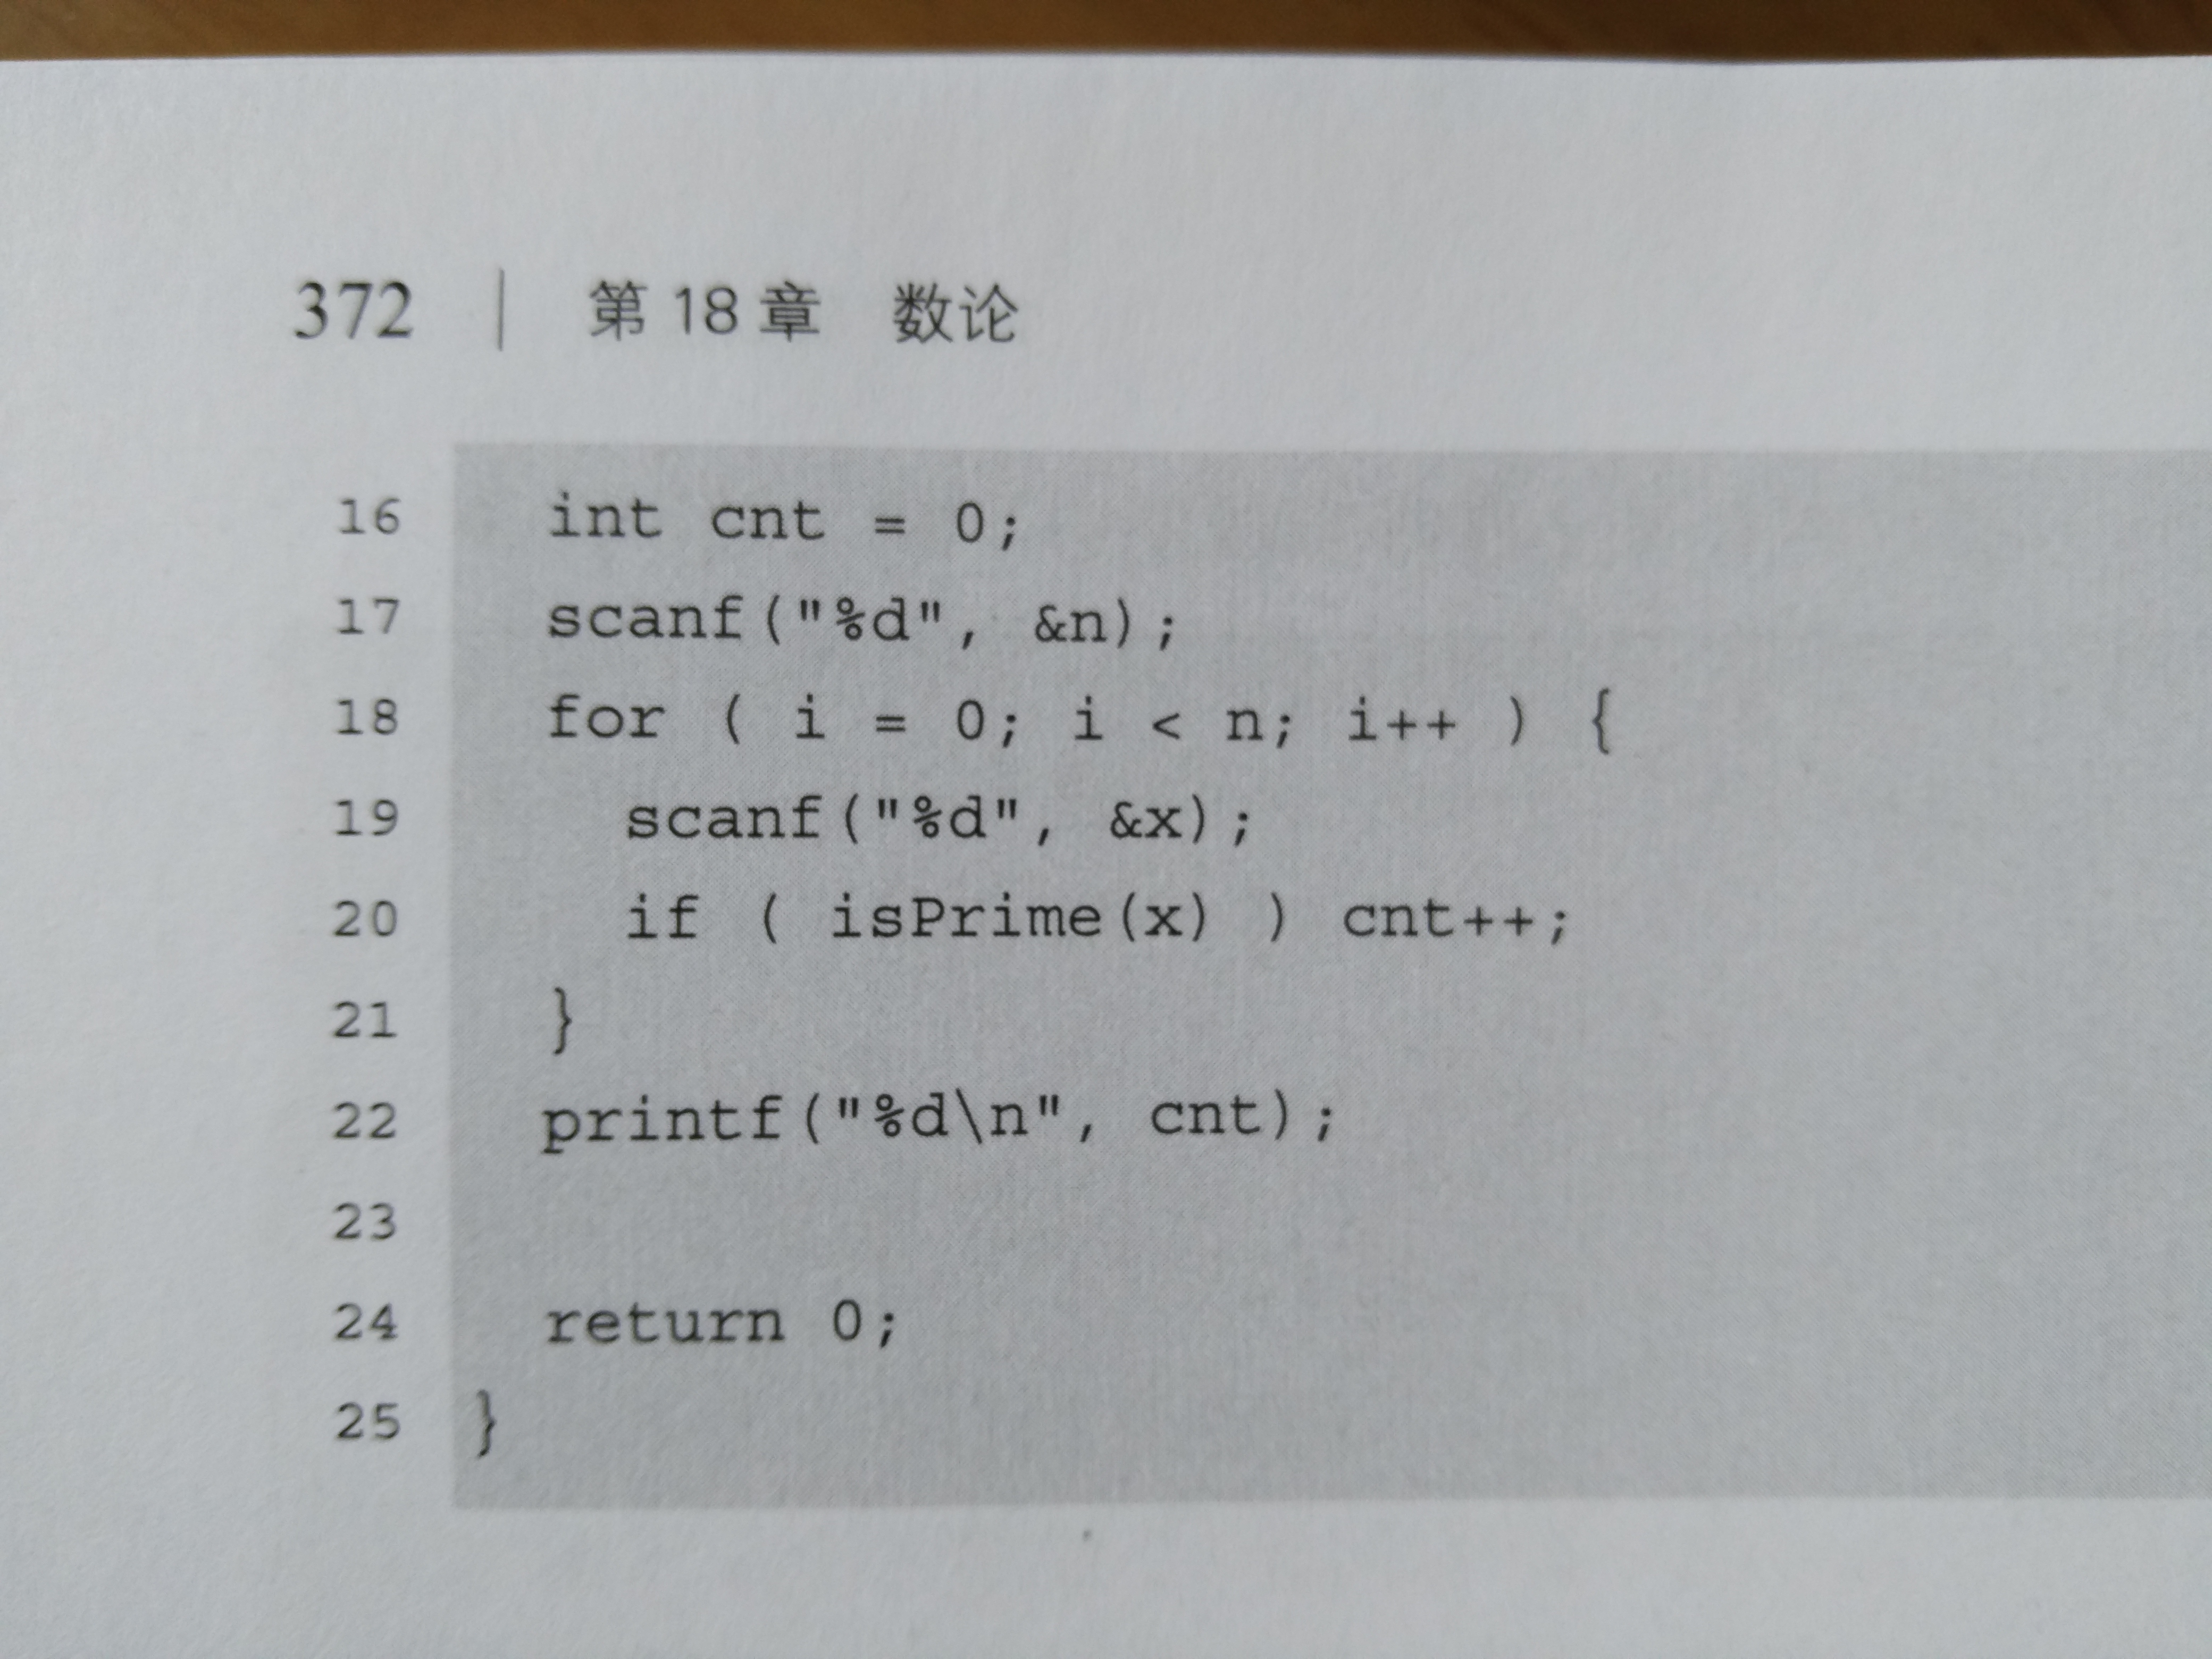 372 | 第 18 章 数论
16 int cnt = 0;
17 scanf("%d", &n);
18 for ( i = 0; i < n; i++ ) {
19 scanf("%d", &x);
20 if ( isPrime(x) ) cnt++;
21 }
22 printf("%d\n", cnt);
23
24 return 0;
25 }